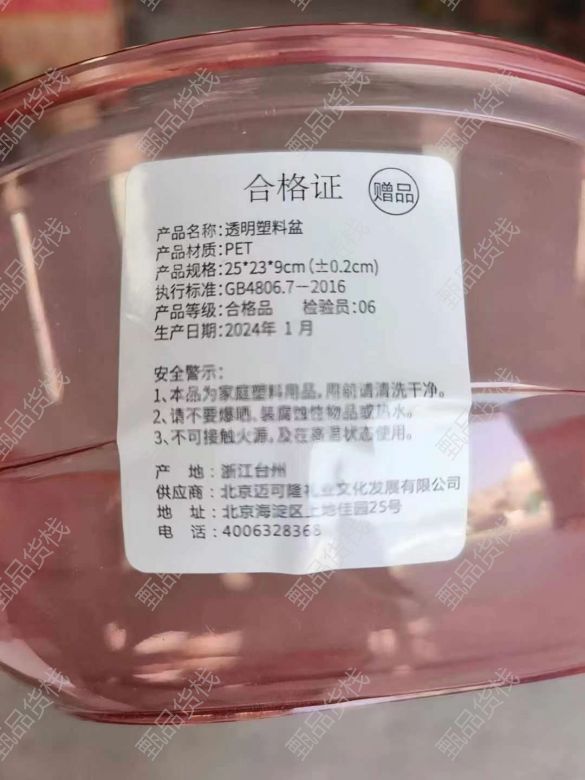 合格证
赠品
产品名称:透明塑料盆
产品材质:PET
产品规格:25*23*9cm(±0.2cm)
执行标准:GB4806.7-2016
产品等级:合格品 检验员:06
生产日期:2024年 1 月
安全警示:
1、本品为家庭塑料用品,用前请清洗干净。
2、请不要爆晒,装腐蚀性物品或热水。
3、不可接触火源,及在高温状态使用。
产 地:浙江台州
供应商:北京迈可隆礼业文化发展有限公司
地 址:北京海淀区上地佳园25号
电 话:4006328368
甄品货栈